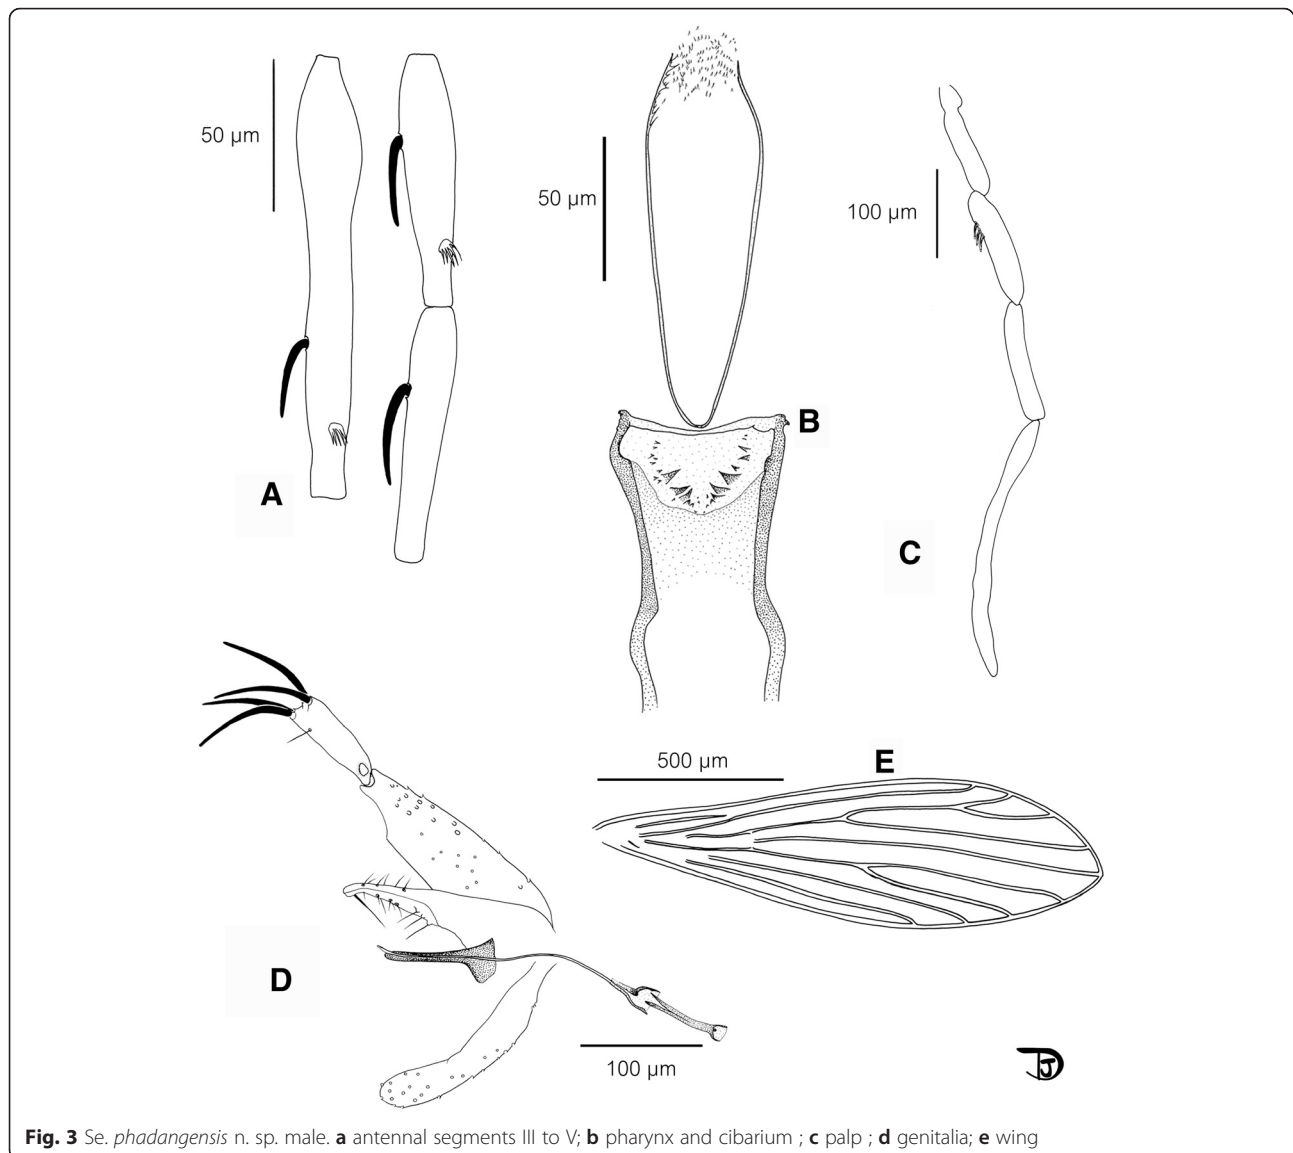 50 µm
50 µm
100 µm
A
B
C
500 µm
E
D
100 µm
Fig. 3 Se. phadangensis n. sp. male. a antennal segments III to V; b pharynx and cibarium ; c palp ; d genitalia; e wing